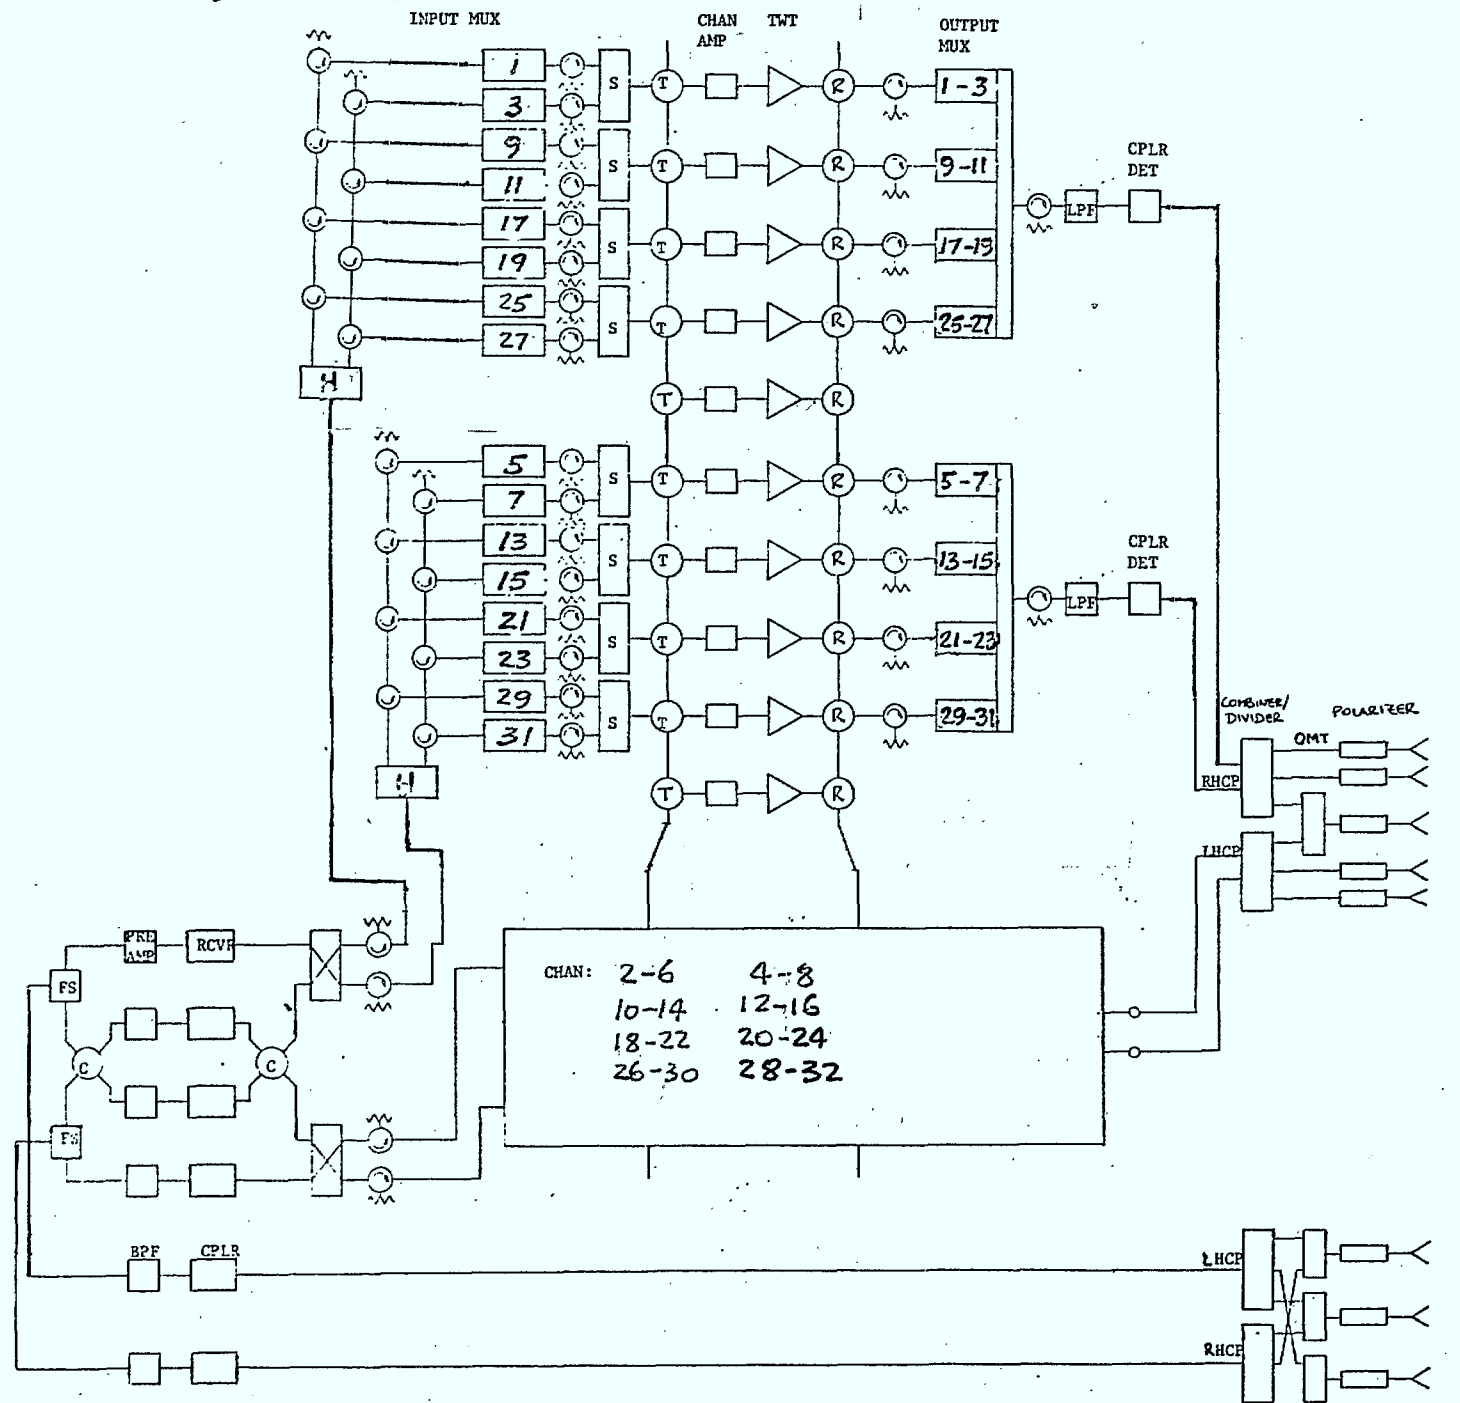 INPUT MUX
CHAN AMP
TWT
OUTPUT MUX
1
3
S
T
R
1-3
9
11
S
T
R
9-11
CPLR DET
LPF
17
19
S
T
R
17-19
25
27
S
T
R
25-27
H
T
R
5
7
S
T
R
5-7
13
15
S
T
R
13-15
CPLR DET
LPF
21
23
S
T
R
21-23
29
31
S
T
R
29-31
H
T
R
COMBINER/
DIVIDER
POLARIZER
OMT
RHCP
LHCP
PRE AMP
RCVR
FS
C
C
FS
CHAN: 2-6 4-8
10-14 12-16
18-22 20-24
26-30 28-32
BPF
CPLR
LHCP
RHCP